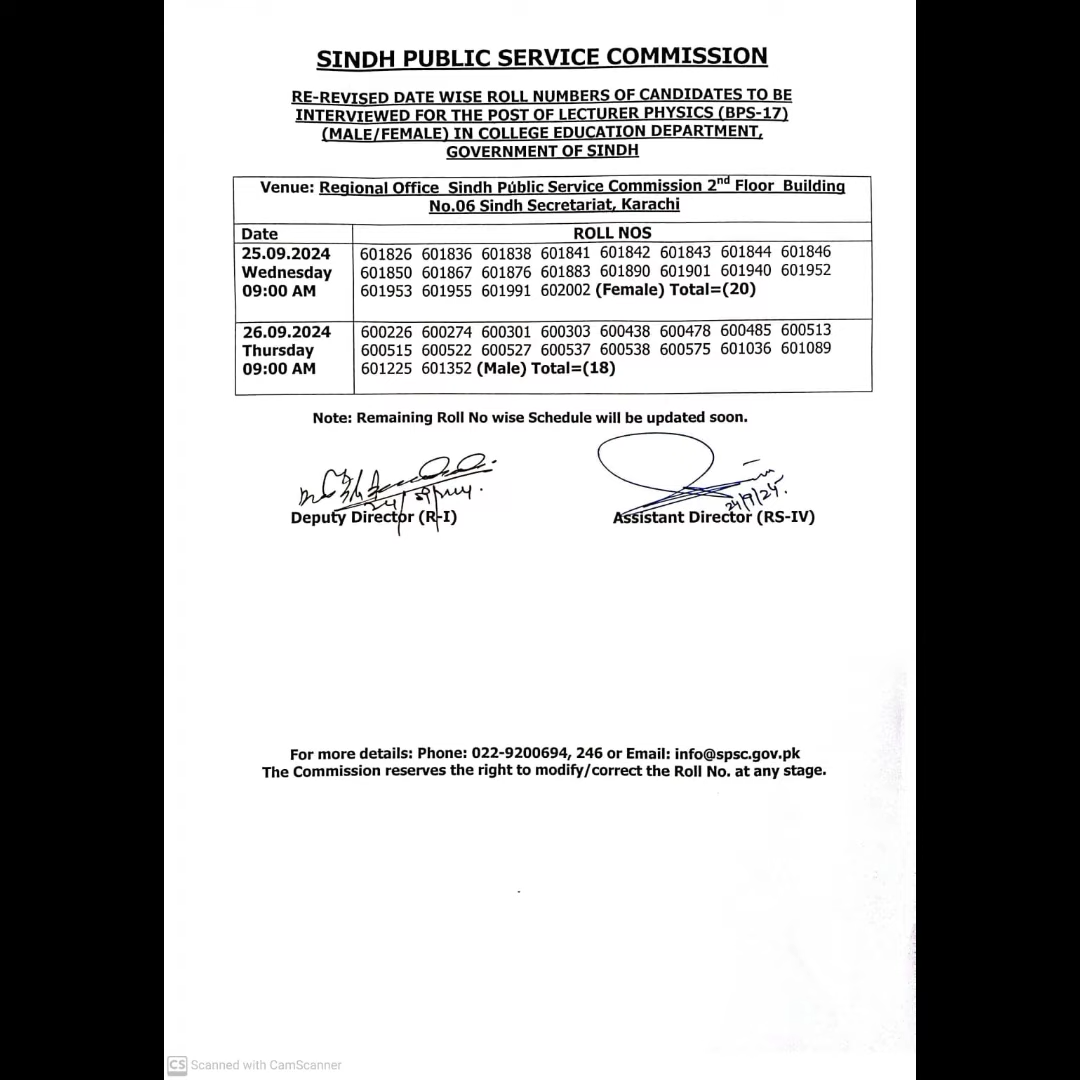 SINDH PUBLIC SERVICE COMMISSION
RE-REVISED DATE WISE ROLL NUMBERS OF CANDIDATES TO BE
INTERVIEWED FOR THE POST OF LECTURER PHYSICS (BPS-17)
(MALE/FEMALE) IN COLLEGE EDUCATION DEPARTMENT,
GOVERNMENT OF SINDH
Venue: Regional Office Sindh Public Service Commission 2nd Floor Building
No.06 Sindh Secretariat, Karachi
Date ROLL NOS
25.09.2024 601826 601836 601838 601841 601842 601843 601844 601846
Wednesday 601850 601867 601876 601883 601890 601901 601940 601952
09:00 AM 601953 601955 601991 602002 (Female) Total=(20)
26.09.2024 600226 600274 600301 600303 600438 600478 600485 600513
Thursday 600515 600522 600527 600537 600538 600575 601036 601089
09:00 AM 601225 601352 (Male) Total=(18)
Note: Remaining Roll No wise Schedule will be updated soon.
24/9/24.
Deputy Director (R-I) Assistant Director (RS-IV)
For more details: Phone: 022-9200694, 246 or Email: info@spsc.gov.pk
The Commission reserves the right to modify/correct the Roll No. at any stage.
CS Scanned with CamScanner